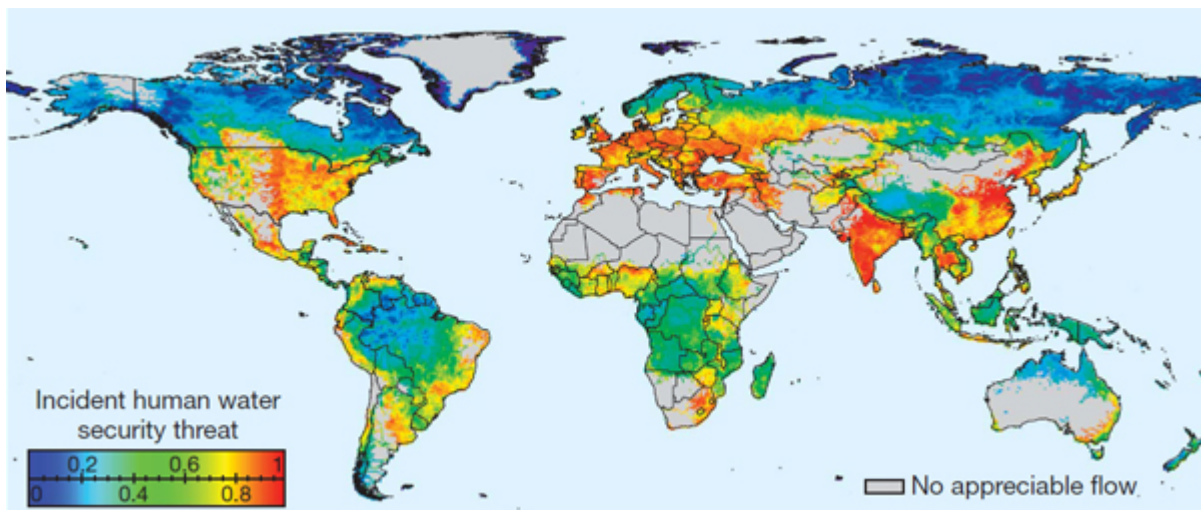 Incident human water
security threat
0.2 0.6 1
0 0.4 0.8
No appreciable flow